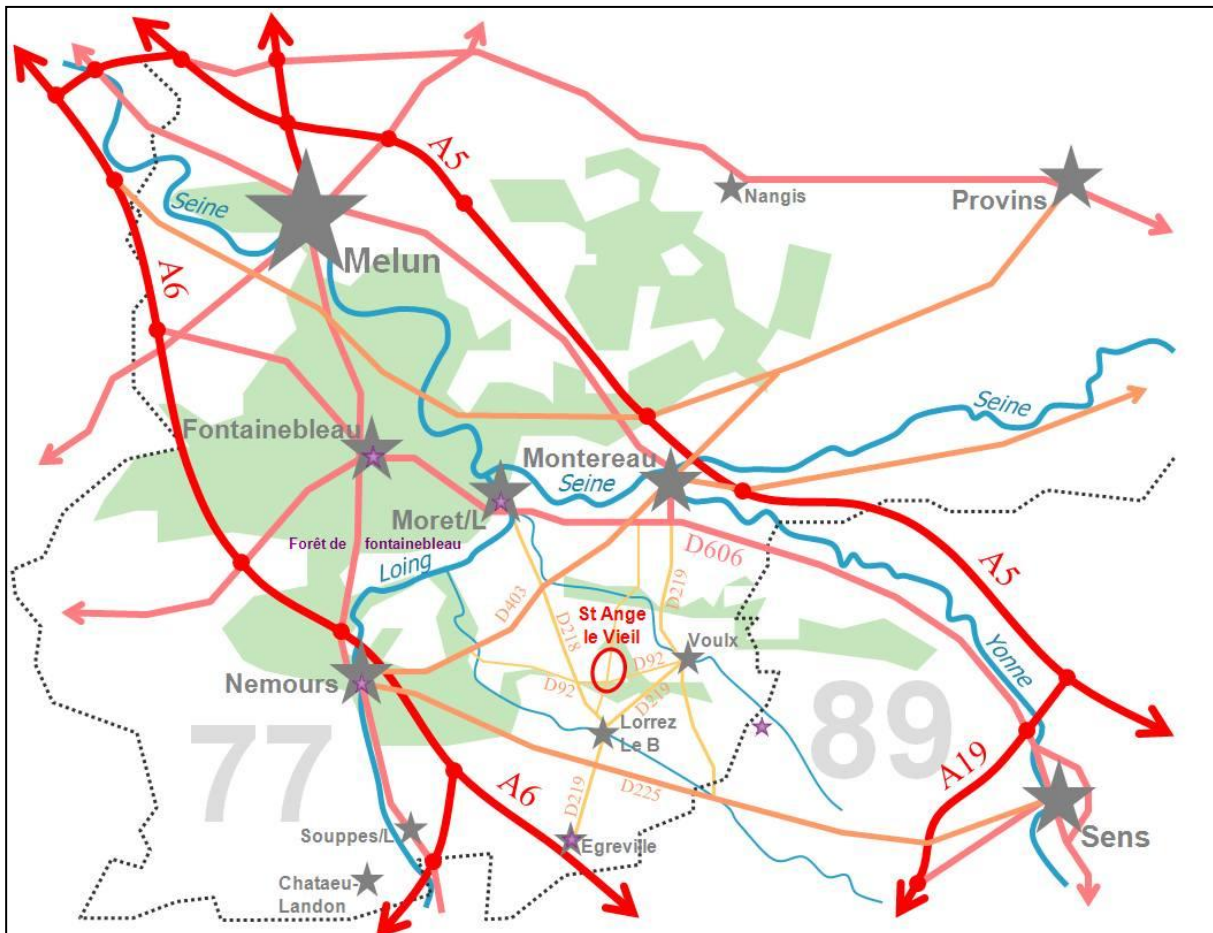 A5
Seine
Nangis
Provins
Melun
A6
Fontainebleau
Seine
Montereau
Seine
Moret/L
D606
Forêt de fontainebleau
Loing
A5
D403
D219
St Ange
le Vieil
D218
Voulx
D92
Yonne
Nemours
D92
D219
77
89
Lorrez
Le B
A19
A6
D219
D225
Souppes/L
Egreville
Sens
Chataeu-
Landon